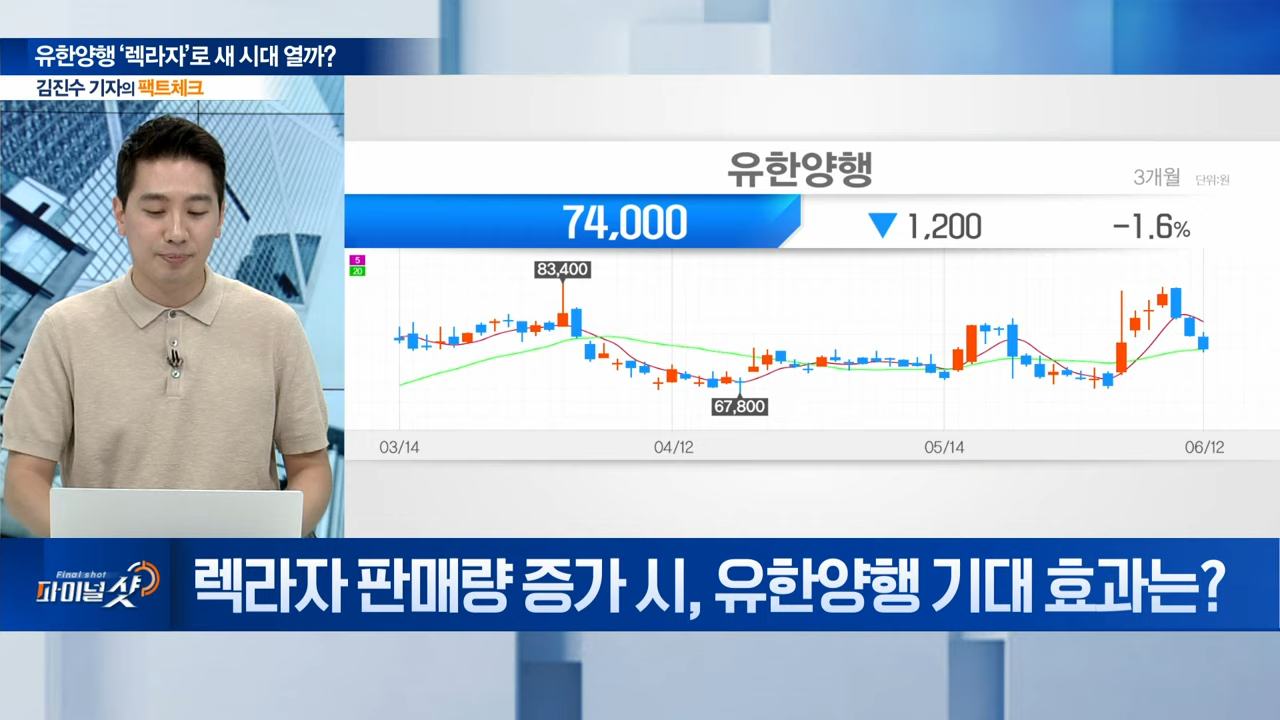 유한양행 ‘렉라자’로 새 시대 열까?
김진수 기자의 팩트체크
유한양행
3개월 단위:원
74,000 ▼ 1,200 -1.6%
5
20
83,400
67,800
03/14 04/12 05/14 06/12
Final shot
파이널샷
렉라자 판매량 증가 시, 유한양행 기대 효과는?